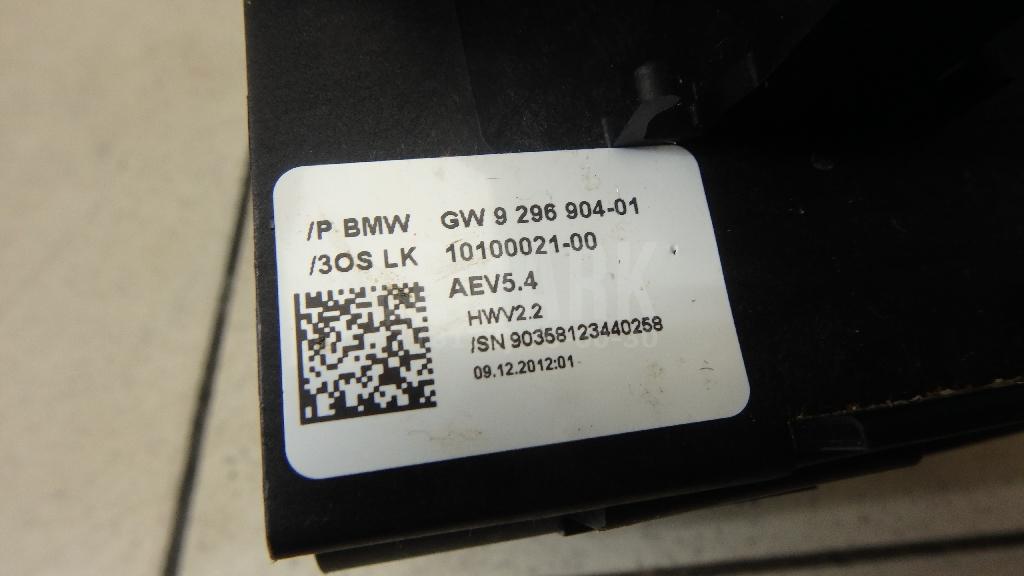 /P BMW GW 9 296 904-01
/3OS LK 10100021-00
AEV5.4
HWV2.2
/SN 90358123440258
09.12.2012:01